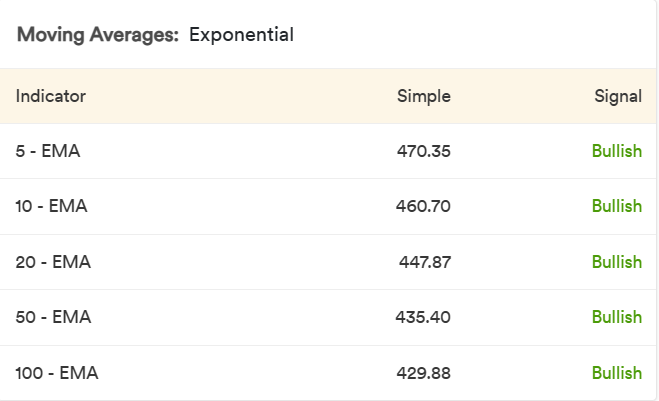 Moving Averages: Exponential
Indicator Simple Signal
5 - EMA 470.35 Bullish
10 - EMA 460.70 Bullish
20 - EMA 447.87 Bullish
50 - EMA 435.40 Bullish
100 - EMA 429.88 Bullish